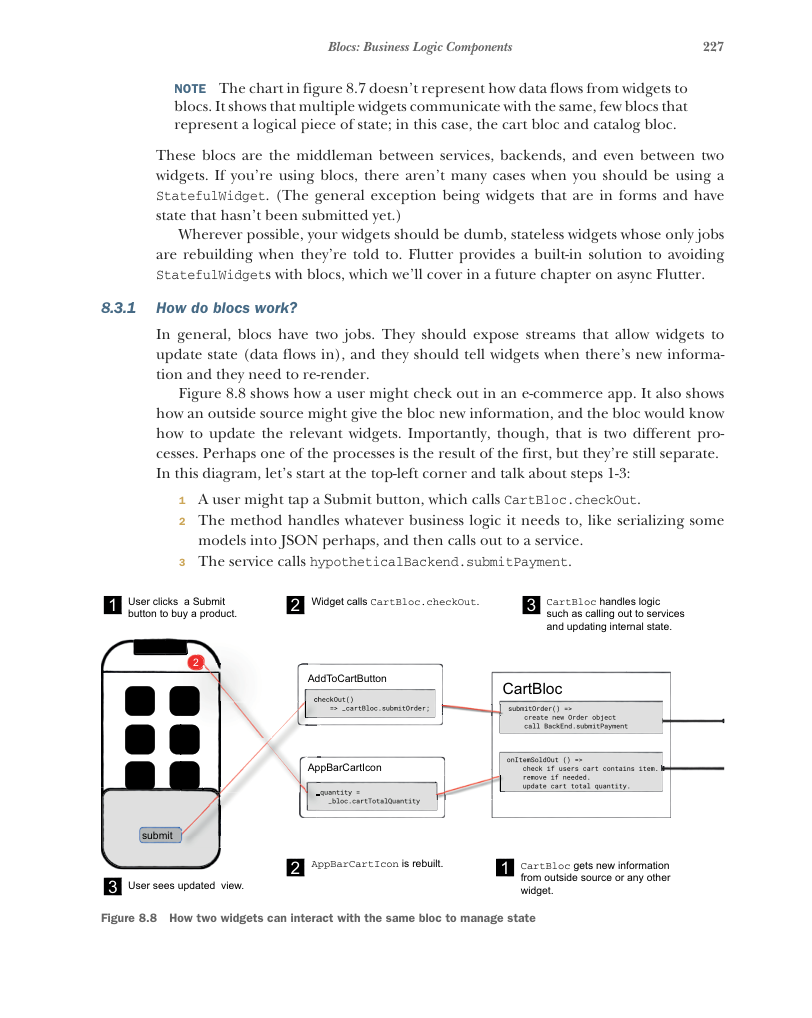 Blocs: Business Logic Components 227
NOTE The chart in figure 8.7 doesn't represent how data flows from widgets to
blocs. It shows that multiple widgets communicate with the same, few blocs that
represent a logical piece of state; in this case, the cart bloc and catalog bloc.
These blocs are the middleman between services, backends, and even between two
widgets. If you're using blocs, there aren't many cases when you should be using a
StatefulWidget. (The general exception being widgets that are in forms and have
state that hasn't been submitted yet.)
Wherever possible, your widgets should be dumb, stateless widgets whose only jobs
are rebuilding when they're told to. Flutter provides a built-in solution to avoiding
StatefulWidgets with blocs, which we'll cover in a future chapter on async Flutter.
8.3.1 How do blocs work?
In general, blocs have two jobs. They should expose streams that allow widgets to
update state (data flows in), and they should tell widgets when there's new informa-
tion and they need to re-render.
Figure 8.8 shows how a user might check out in an e-commerce app. It also shows
how an outside source might give the bloc new information, and the bloc would know
how to update the relevant widgets. Importantly, though, that is two different pro-
cesses. Perhaps one of the processes is the result of the first, but they're still separate.
In this diagram, let's start at the top-left corner and talk about steps 1-3:
1 A user might tap a Submit button, which calls CartBloc.checkOut.
2 The method handles whatever business logic it needs to, like serializing some
models into JSON perhaps, and then calls out to a service.
3 The service calls hypotheticalBackend.submitPayment.
1 User clicks a Submit
button to buy a product.
2 Widget calls CartBloc.checkOut.
3 CartBloc handles logic
such as calling out to services
and updating internal state.
2
AddToCartButton
checkOut()
=> _cartBloc.submitOrder;
CartBloc
submitOrder() =>
create new Order object
call BackEnd.submitPayment
onItemSoldOut () =>
check if users cart contains item.
remove if needed.
update cart total quantity.
AppBarCartIcon
_quantity =
_bloc.cartTotalQuantity
submit
3 User sees updated view.
2 AppBarCartIcon is rebuilt.
1 CartBloc gets new information
from outside source or any other
widget.
Figure 8.8 How two widgets can interact with the same bloc to manage state